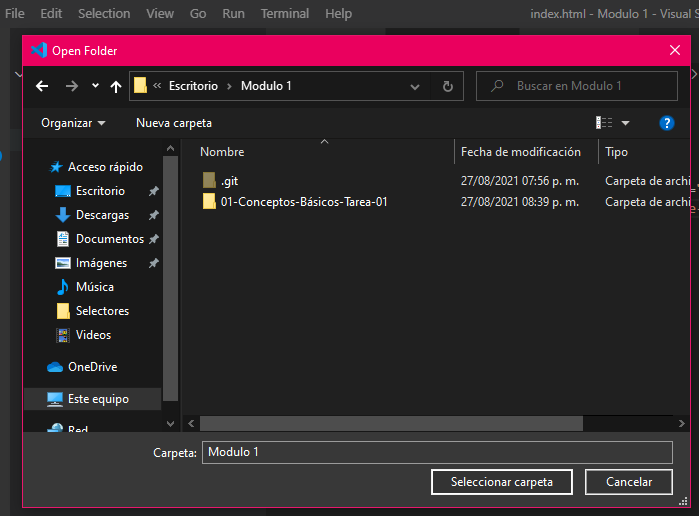 File Edit Selection View Go Run Terminal Help index.html - Modulo 1 - Visual S
Open Folder
Escritorio Modulo 1
Buscar en Modulo 1
Organizar Nueva carpeta
Nombre Fecha de modificación Tipo
.git 27/08/2021 07:56 p. m. Carpeta de archi
01-Conceptos-Básicos-Tarea-01 27/08/2021 08:39 p. m. Carpeta de archi
Acceso rápido
Escritorio
Descargas
Documentos
Imágenes
Música
Selectores
Videos
OneDrive
Este equipo
Red
Carpeta: Modulo 1
Seleccionar carpeta Cancelar